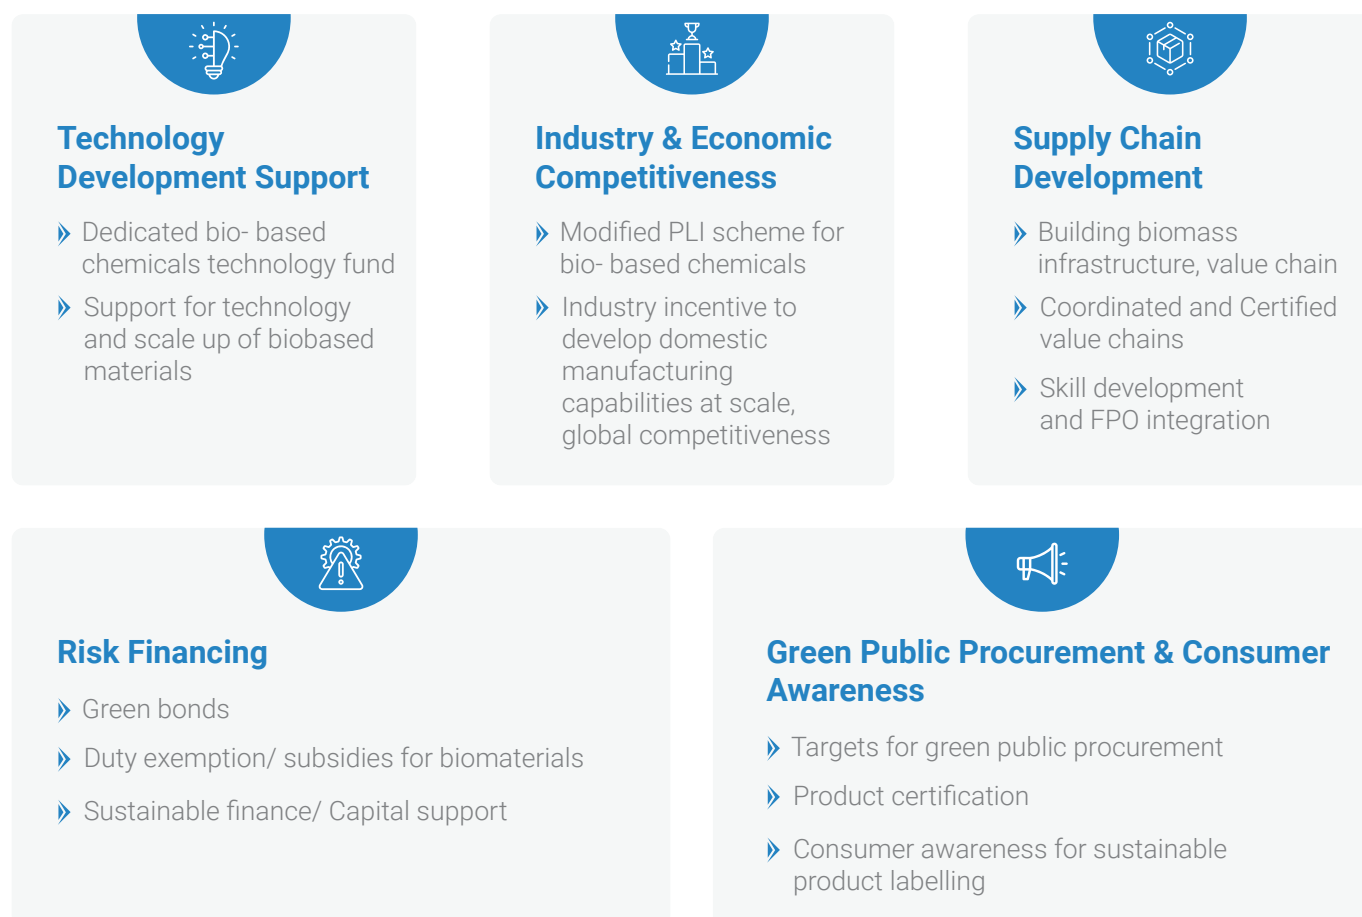 Technology
Development Support
Dedicated bio- based
chemicals technology fund
Support for technology
and scale up of biobased
materials
Industry & Economic
Competitiveness
Modified PLI scheme for
bio- based chemicals
Industry incentive to
develop domestic
manufacturing
capabilities at scale,
global competitiveness
Supply Chain
Development
Building biomass
infrastructure, value chain
Coordinated and Certified
value chains
Skill development
and FPO integration
Risk Financing
Green bonds
Duty exemption/ subsidies for biomaterials
Sustainable finance/ Capital support
Green Public Procurement & Consumer
Awareness
Targets for green public procurement
Product certification
Consumer awareness for sustainable
product labelling